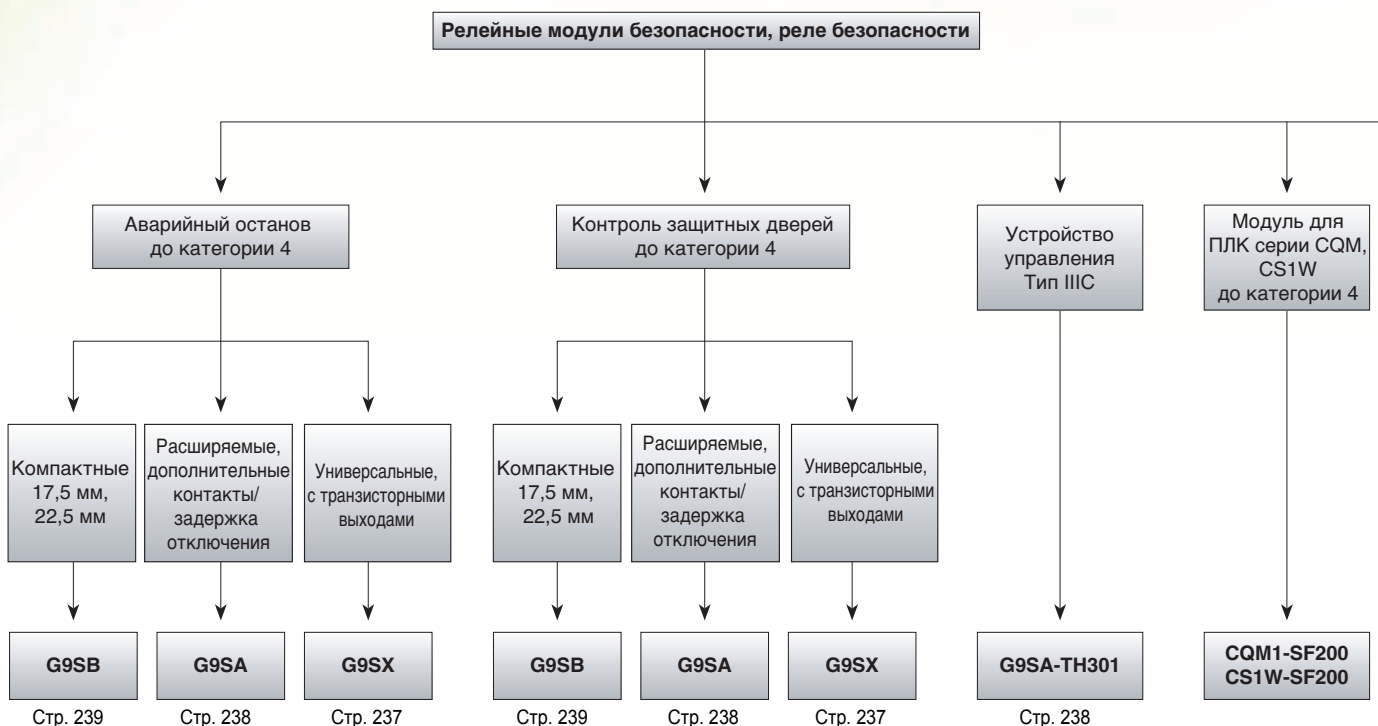 Релейные модули безопасности, реле безопасности
Аварийный останов
до категории 4
Контроль защитных дверей
до категории 4
Устройство
управления
Тип IIIC
Модуль для
ПЛК серии CQM,
CS1W
до категории 4
Компактные
17,5 мм,
22,5 мм
Расширяемые,
дополнительные
контакты/
задержка
отключения
Универсальные,
с транзисторными
выходами
Компактные
17,5 мм,
22,5 мм
Расширяемые,
дополнительные
контакты/
задержка
отключения
Универсальные,
с транзисторными
выходами
G9SB
G9SA
G9SX
G9SB
G9SA
G9SX
G9SA-TH301
CQM1-SF200
CS1W-SF200
Стр. 239
Стр. 238
Стр. 237
Стр. 239
Стр. 238
Стр. 237
Стр. 238